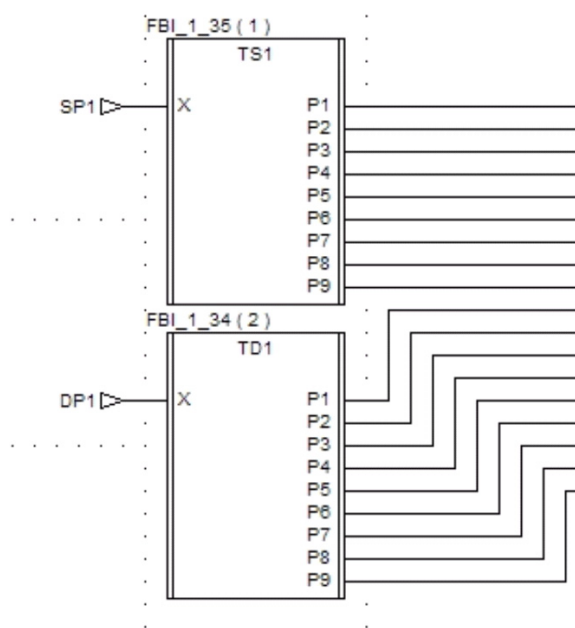 FBI_1_35 ( 1 )
TS1
SP1 X P1
P2
P3
P4
P5
P6
P7
P8
P9
FBI_1_34 ( 2 )
TD1
DP1 X P1
P2
P3
P4
P5
P6
P7
P8
P9